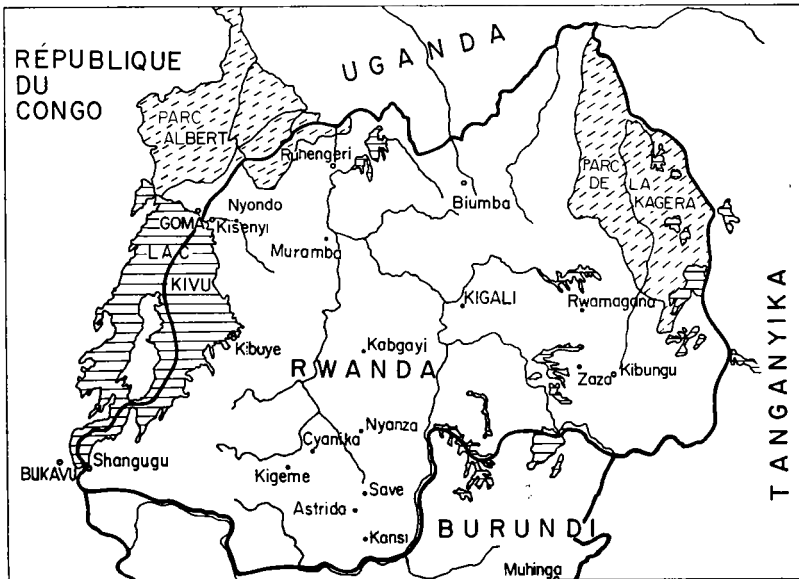 RÉPUBLIQUE
DU
CONGO
UGANDA
PARC
ALBERT
Ruhengeri
PARC
DE
LA
KAGERA
Biumba
Nyondo
GOMA
Kisenyi
LAC
KIVU
Muramba
KIGALI
Rwamagana
Kibuye
Kabgayi
RWANDA
Zaza
Kibungu
TANGANYIKA
Nyanza
Cyanika
BUKAVU
Shangugu
Kigeme
Save
Astrida
BURUNDI
Kansi
Muhinga